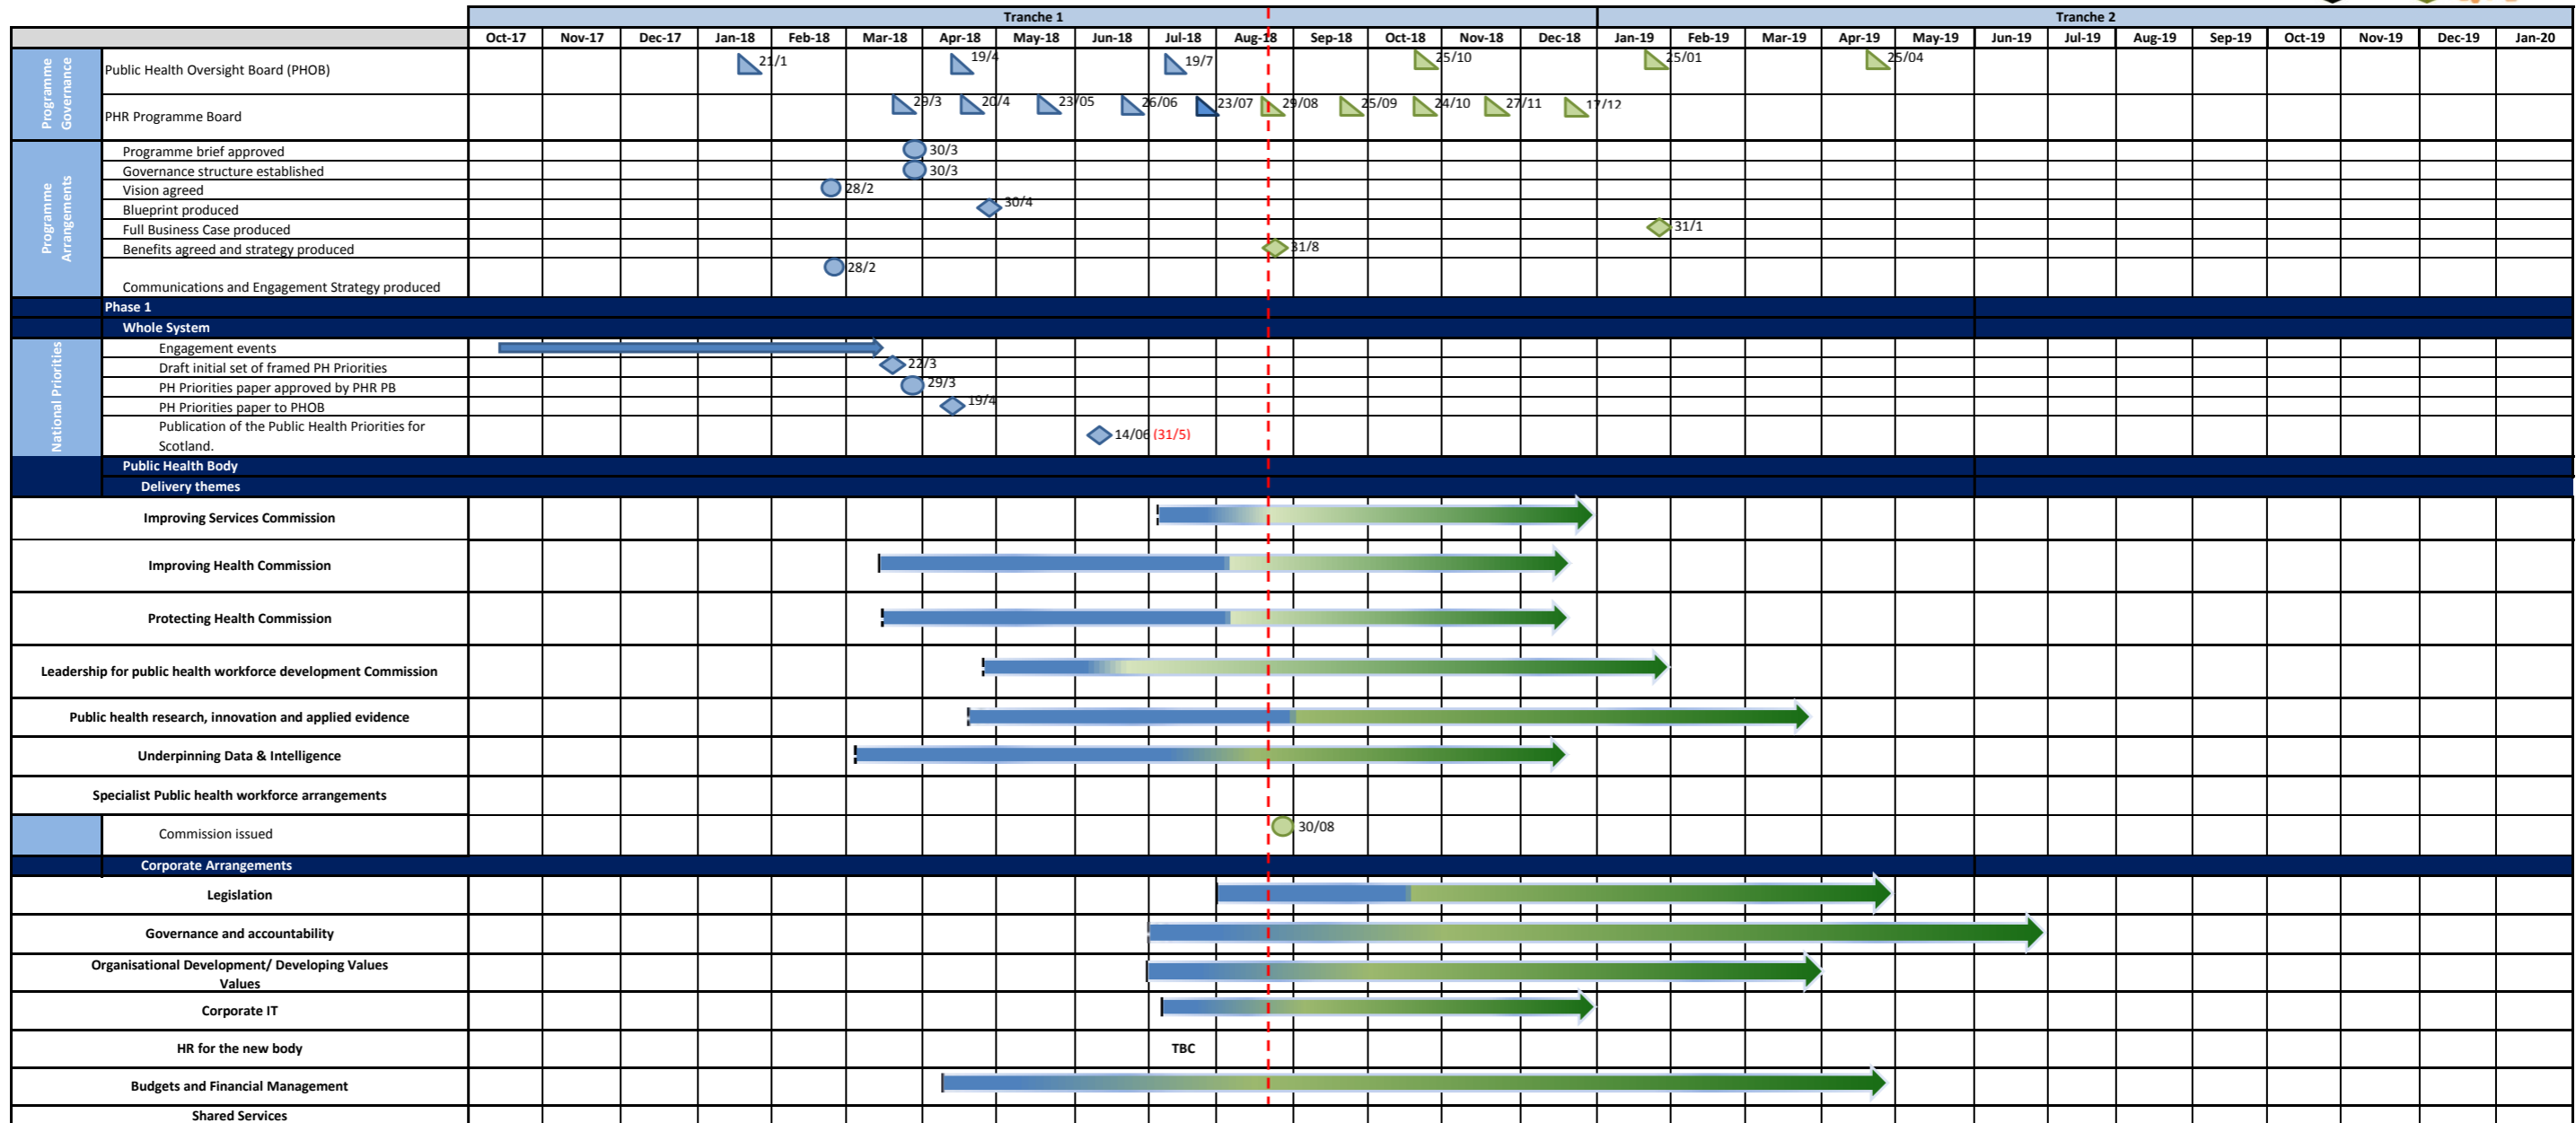 Tranche 1 Tranche 2
Oct-17 Nov-17 Dec-17 Jan-18 Feb-18 Mar-18 Apr-18 May-18 Jun-18 Jul-18 Aug-18 Sep-18 Oct-18 Nov-18 Dec-18 Jan-19 Feb-19 Mar-19 Apr-19 May-19 Jun-19 Jul-19 Aug-19 Sep-19 Oct-19 Nov-19 Dec-19 Jan-20
Programme
Governance
Public Health Oversight Board (PHOB) 21/1 19/4 19/7 25/10 25/01 25/04
PHR Programme Board 29/3 20/4 23/05 26/06 23/07 29/08 25/09 24/10 27/11 17/12
Programme
Arrangements
Programme brief approved 30/3
Governance structure established 30/3
Vision agreed 28/2
Blueprint produced 30/4
Full Business Case produced 31/1
Benefits agreed and strategy produced 31/8
Communications and Engagement Strategy produced 28/2
Phase 1
Whole System
National Priorities
Engagement events
Draft initial set of framed PH Priorities 22/3
PH Priorities paper approved by PHR PB 29/3
PH Priorities paper to PHOB 19/4
Publication of the Public Health Priorities for
Scotland. 14/06 (31/5)
Public Health Body
Delivery themes
Improving Services Commission
Improving Health Commission
Protecting Health Commission
Leadership for public health workforce development Commission
Public health research, innovation and applied evidence
Underpinning Data & Intelligence
Specialist Public health workforce arrangements
Commission issued 30/08
Corporate Arrangements
Legislation
Governance and accountability
Organisational Development/ Developing Values
Values
Corporate IT
HR for the new body TBC
Budgets and Financial Management
Shared Services